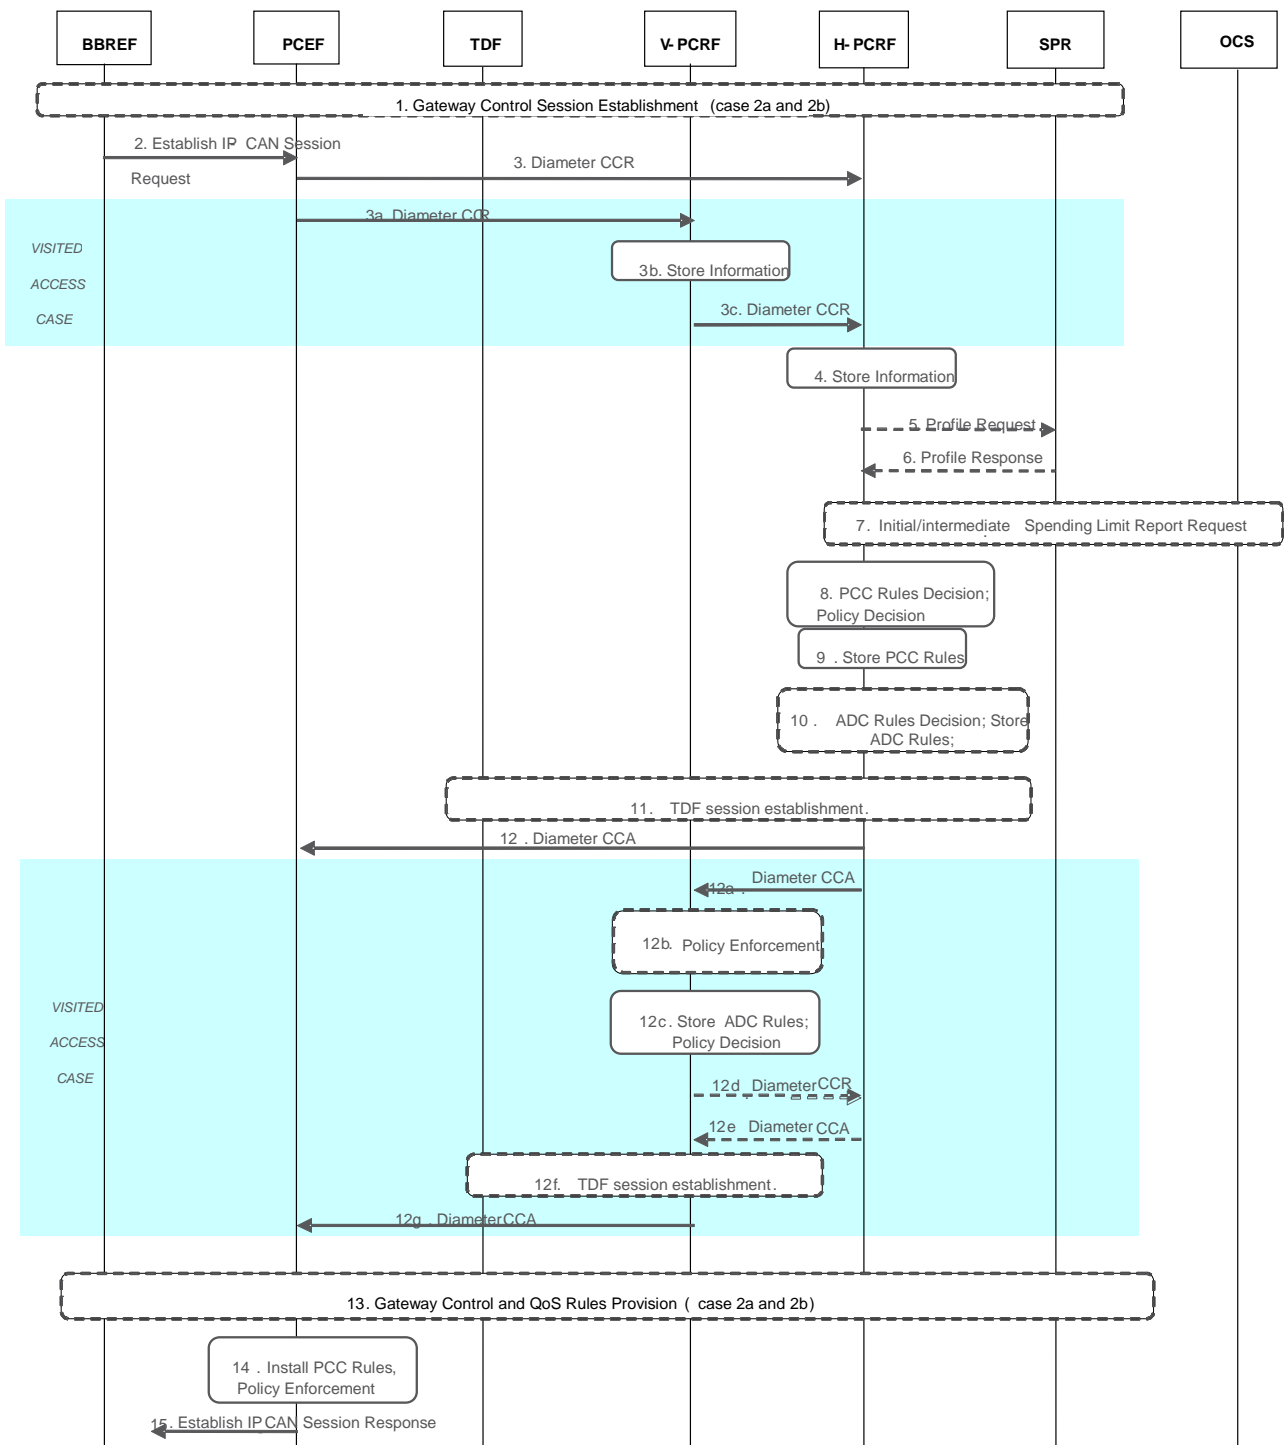 BBREF
PCEF
TDF
V- PCRF
H- PCRF
SPR
OCS
1. Gateway Control Session Establishment (case 2a and 2b)
2. Establish IP CAN Session
Request
3. Diameter CCR
3a. Diameter CCR
VISITED
ACCESS
CASE
3b. Store Information
3c. Diameter CCR
4. Store Information
5. Profile Request
6. Profile Response
7. Initial/intermediate Spending Limit Report Request
8. PCC Rules Decision;
Policy Decision
9 . Store PCC Rules
10 . ADC Rules Decision; Store
ADC Rules;
11. TDF session establishment.
12 . Diameter CCA
Diameter CCA
12a .
12b. Policy Enforcement
VISITED
ACCESS
CASE
12c. Store ADC Rules;
Policy Decision
12d . Diameter CCR
12e Diameter CCA
12f. TDF session establishment.
12g . Diameter CCA
13. Gateway Control and QoS Rules Provision ( case 2a and 2b)
14 . Install PCC Rules,
Policy Enforcement
15. Establish IP CAN Session Response